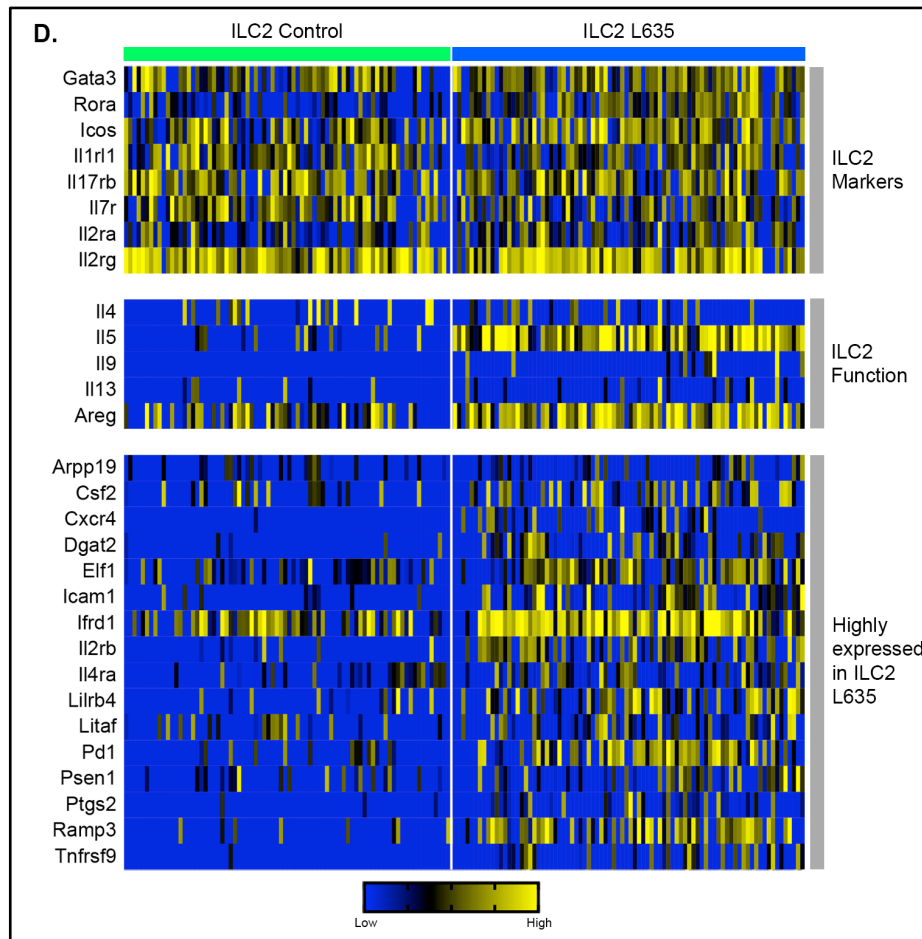 D.
ILC2 Control
ILC2 L635
Gata3
Rora
Icos
Il1rl1
Il17rb
Il7r
Il2ra
Il2rg
ILC2
Markers
Il4
Il5
Il9
Il13
Areg
ILC2
Function
Arpp19
Csf2
Cxcr4
Dgat2
Elf1
Icam1
Ifrd1
Il2rb
Il4ra
Lilrb4
Litaf
Pd1
Psen1
Ptgs2
Ramp3
Tnfrsf9
Highly
expressed
in ILC2
L635
Low
High